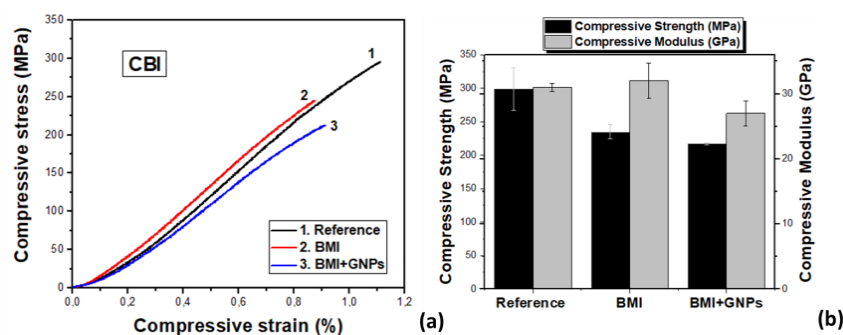 CBI
Compressive stress (MPa)
350
300
250
200
150
100
50
0
1
2
3
1. Reference
2. BMI
3. BMI+GNPs
0,0 0,2 0,4 0,6 0,8 1,0 1,2
Compressive strain (%)
(a)
Compressive Strength (MPa)
Compressive Modulus (GPa)
Compressive Strength (MPa)
350
300
250
200
150
100
50
0
30
20
10
0
Compressive Modulus (GPa)
Reference BMI BMI+GNPs
(b)